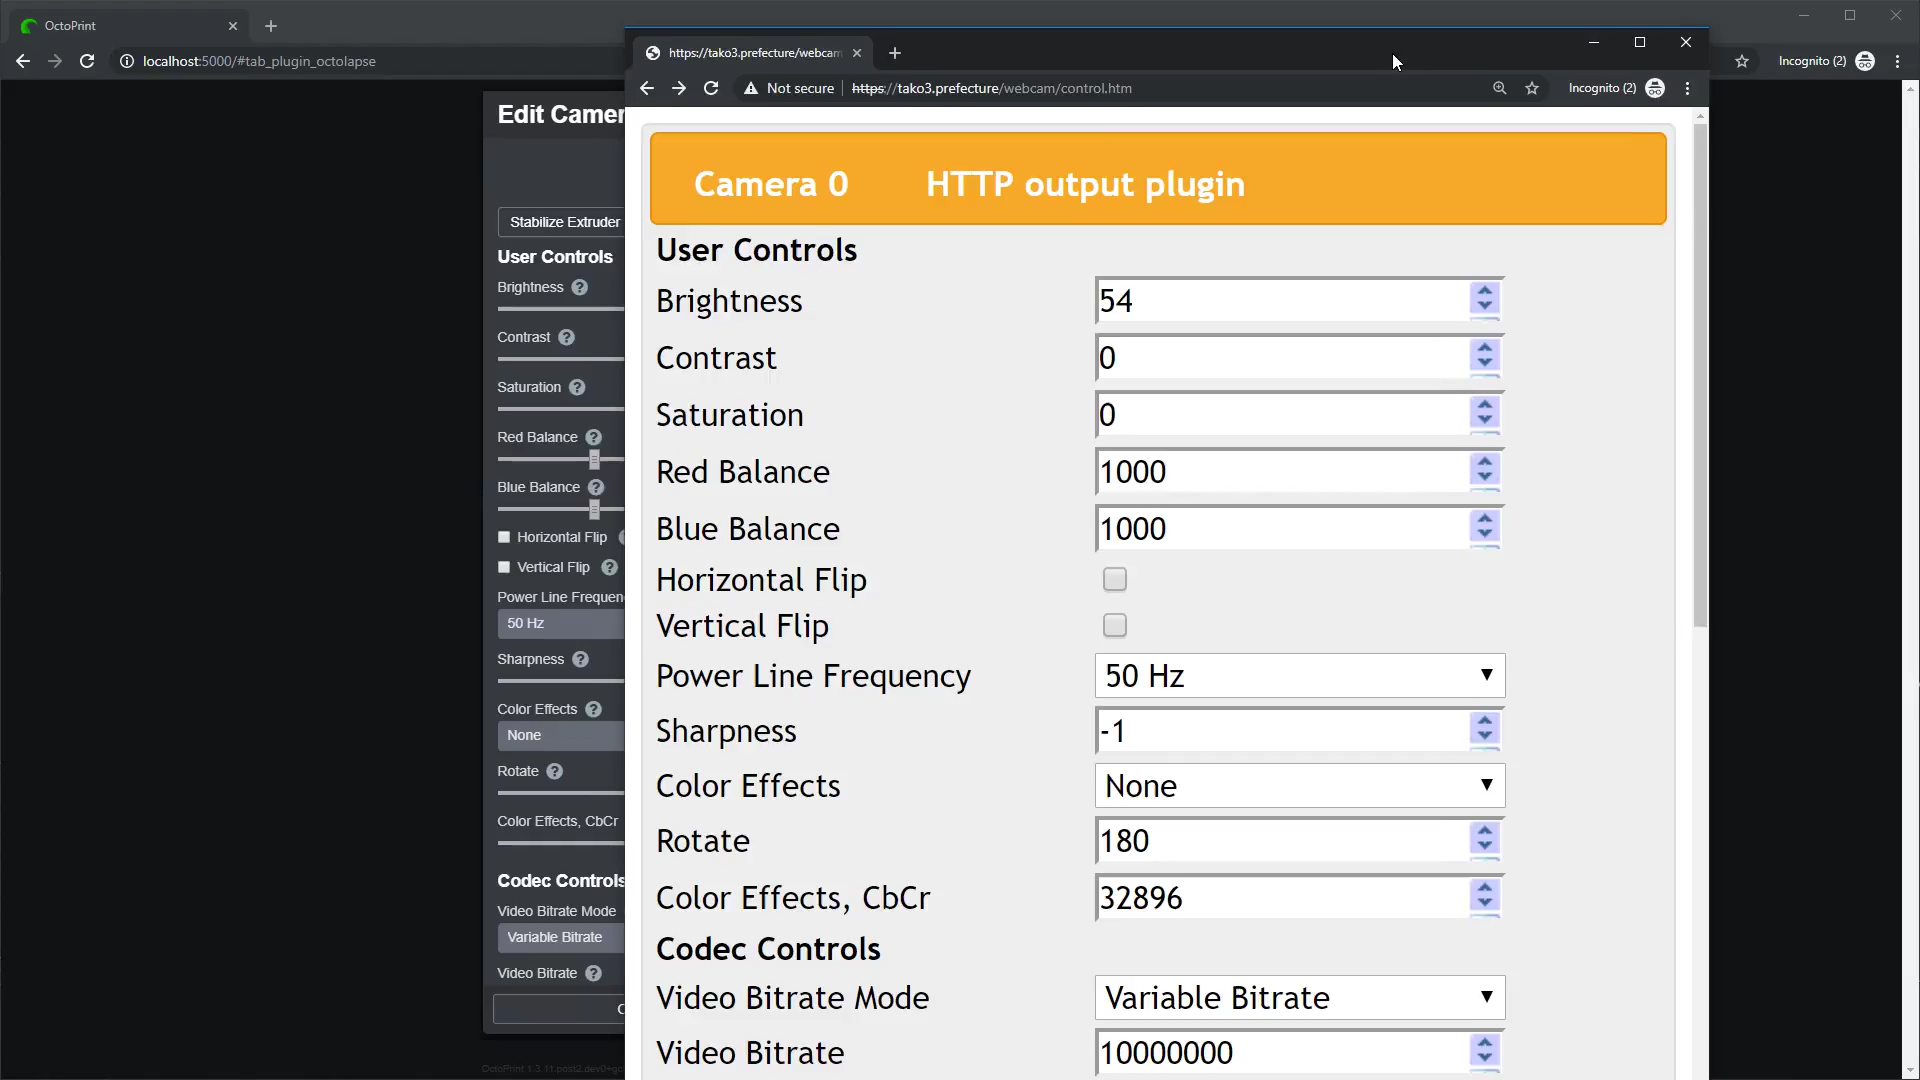 OctoPrint
localhost:5000/#tab_plugin_octolapse
Incognito (2)
https://tako3.prefecture/webcam
Not secure
https://tako3.prefecture/webcam/control.htm
Incognito (2)
Edit Camer
Stabilize Extruder
User Controls
Brightness
Contrast
Saturation
Red Balance
Blue Balance
Horizontal Flip
Vertical Flip
Power Line Frequen
50 Hz
Sharpness
Color Effects
None
Rotate
Color Effects, CbCr
Codec Controls
Video Bitrate Mode
Variable Bitrate
Video Bitrate
C
Camera 0 HTTP output plugin
User Controls
Brightness 54
Contrast 0
Saturation 0
Red Balance 1000
Blue Balance 1000
Horizontal Flip
Vertical Flip
Power Line Frequency 50 Hz
Sharpness -1
Color Effects None
Rotate 180
Color Effects, CbCr 32896
Codec Controls
Video Bitrate Mode Variable Bitrate
Video Bitrate 10000000